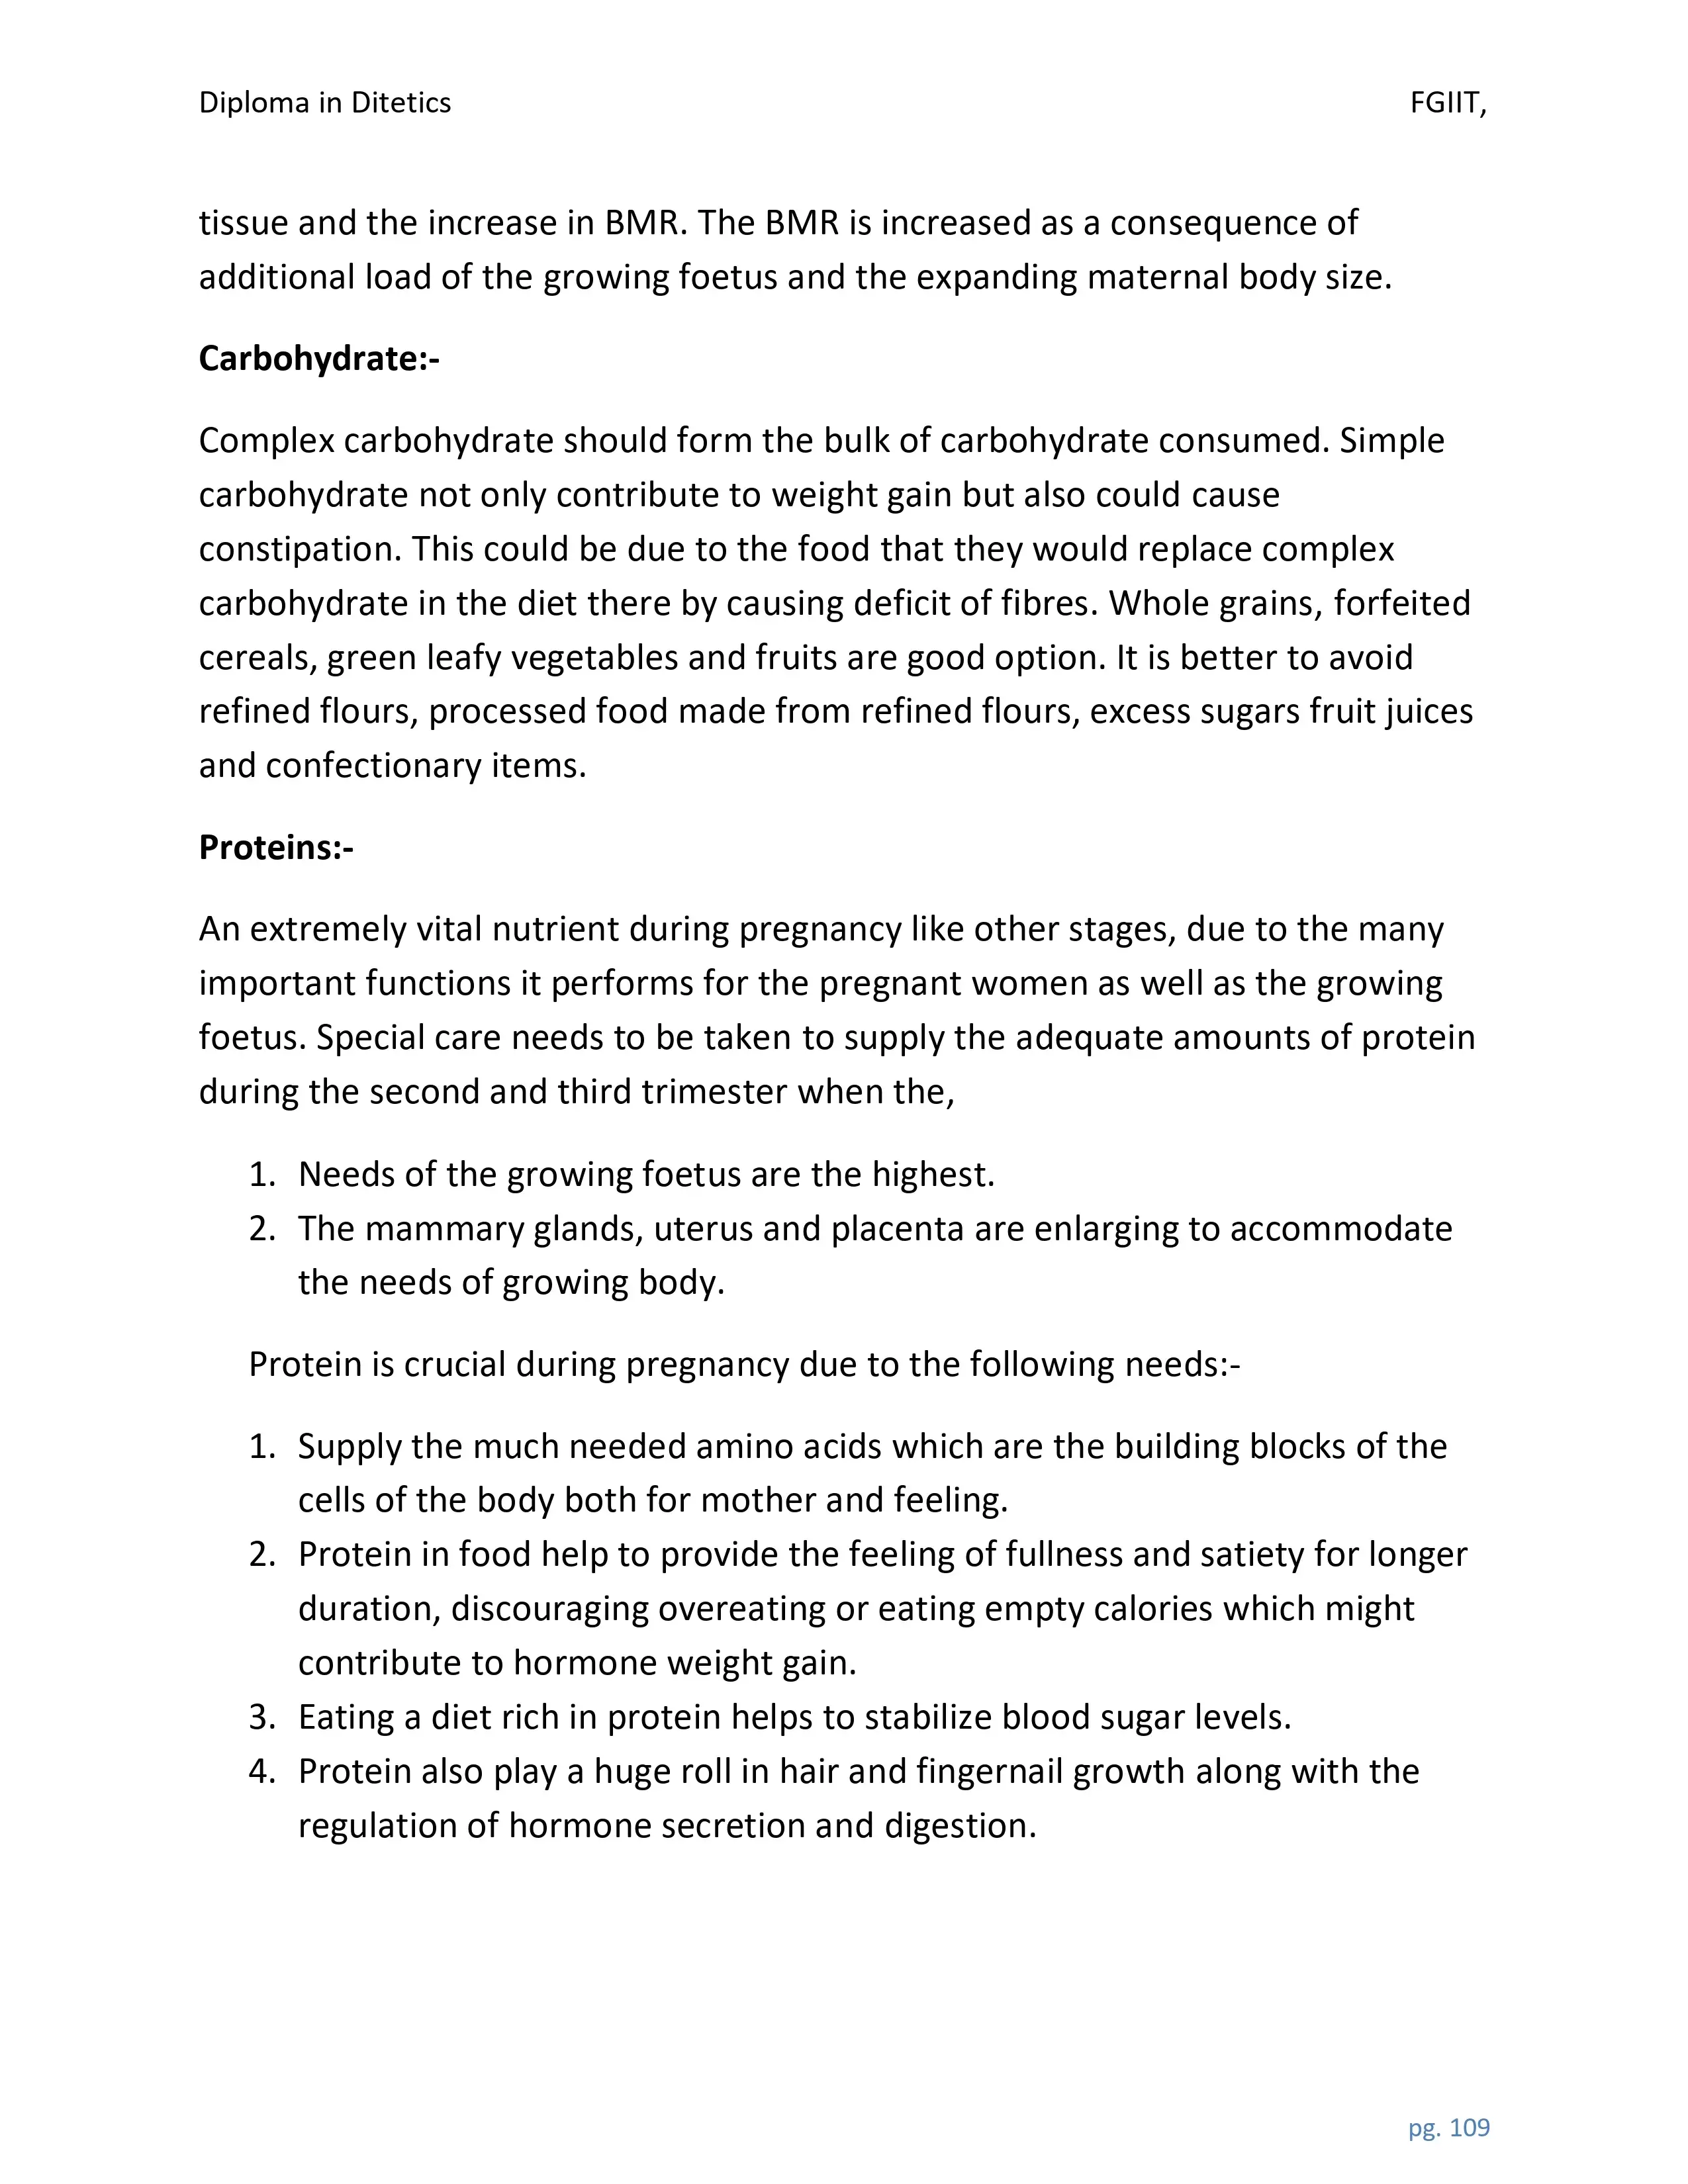 Diploma in Ditetics FGIIT,
tissue and the increase in BMR. The BMR is increased as a consequence of
additional load of the growing foetus and the expanding maternal body size.
Carbohydrate:-
Complex carbohydrate should form the bulk of carbohydrate consumed. Simple
carbohydrate not only contribute to weight gain but also could cause
constipation. This could be due to the food that they would replace complex
carbohydrate in the diet there by causing deficit of fibres. Whole grains, forfeited
cereals, green leafy vegetables and fruits are good option. It is better to avoid
refined flours, processed food made from refined flours, excess sugars fruit juices
and confectionary items.
Proteins:-
An extremely vital nutrient during pregnancy like other stages, due to the many
important functions it performs for the pregnant women as well as the growing
foetus. Special care needs to be taken to supply the adequate amounts of protein
during the second and third trimester when the,
1. Needs of the growing foetus are the highest.
2. The mammary glands, uterus and placenta are enlarging to accommodate
the needs of growing body.
Protein is crucial during pregnancy due to the following needs:-
1. Supply the much needed amino acids which are the building blocks of the
cells of the body both for mother and feeling.
2. Protein in food help to provide the feeling of fullness and satiety for longer
duration, discouraging overeating or eating empty calories which might
contribute to hormone weight gain.
3. Eating a diet rich in protein helps to stabilize blood sugar levels.
4. Protein also play a huge roll in hair and fingernail growth along with the
regulation of hormone secretion and digestion.
pg. 109